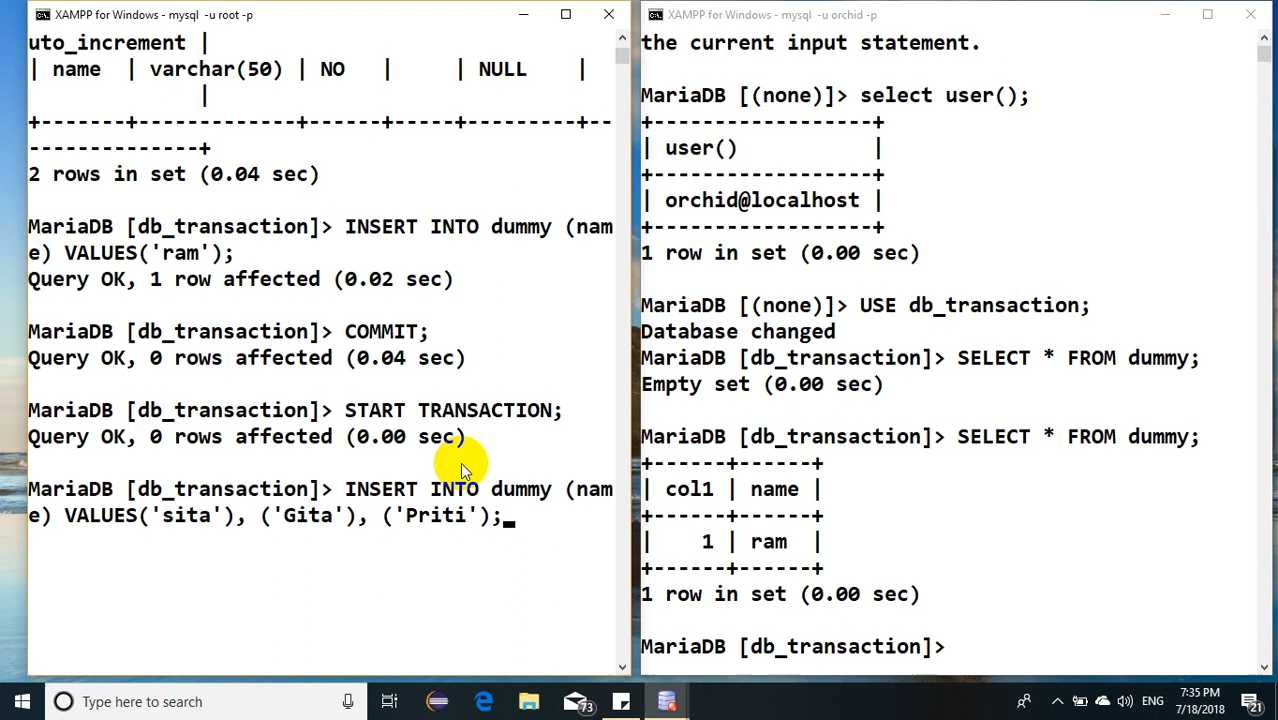 XAMPP for Windows - mysql  -u root -p
uto_increment |
| name  | varchar(50) | NO   |     | NULL    |
              |
+-------+-------------+------+-----+---------+--
--------------+
2 rows in set (0.04 sec)
MariaDB [db_transaction]> INSERT INTO dummy (nam
e) VALUES('ram');
Query OK, 1 row affected (0.02 sec)
MariaDB [db_transaction]> COMMIT;
Query OK, 0 rows affected (0.04 sec)
MariaDB [db_transaction]> START TRANSACTION;
Query OK, 0 rows affected (0.00 sec)
MariaDB [db_transaction]> INSERT INTO dummy (nam
e) VALUES('sita'), ('Gita'), ('Priti');
XAMPP for Windows - mysql  -u orchid -p
the current input statement.
MariaDB [(none)]> select user();
+------------------+
| user()           |
+------------------+
| orchid@localhost |
+------------------+
1 row in set (0.00 sec)
MariaDB [(none)]> USE db_transaction;
Database changed
MariaDB [db_transaction]> SELECT * FROM dummy;
Empty set (0.00 sec)
MariaDB [db_transaction]> SELECT * FROM dummy;
+------+------+
| col1 | name |
+------+------+
|    1 | ram  |
+------+------+
1 row in set (0.00 sec)
MariaDB [db_transaction]>
Type here to search
73
ENG
7:35 PM
7/18/2018
21